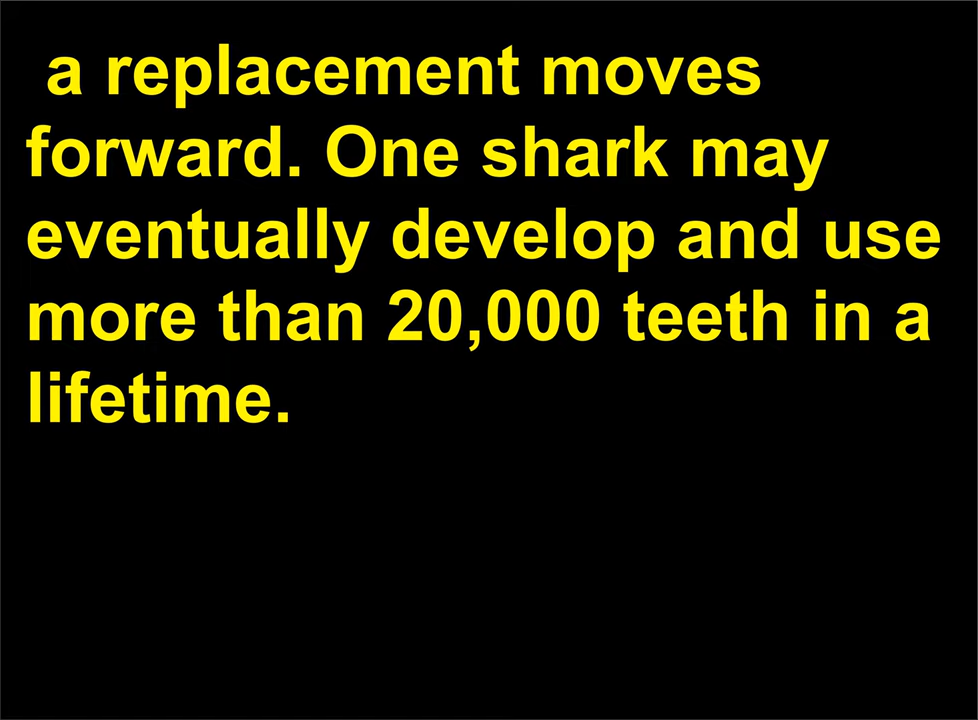 a replacement moves
forward. One shark may
eventually develop and use
more than 20,000 teeth in a
lifetime.